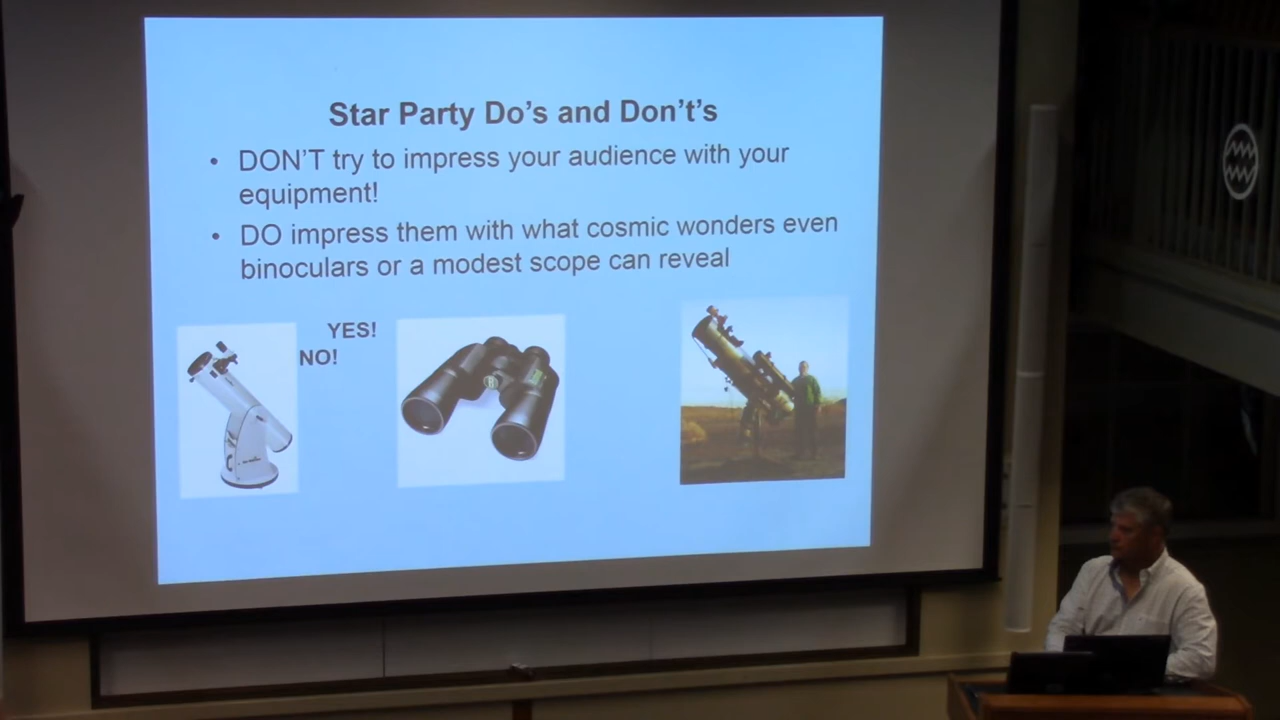 Star Party Do's and Don't's
• DON'T try to impress your audience with your
equipment!
• DO impress them with what cosmic wonders even
binoculars or a modest scope can reveal
YES!
NO!